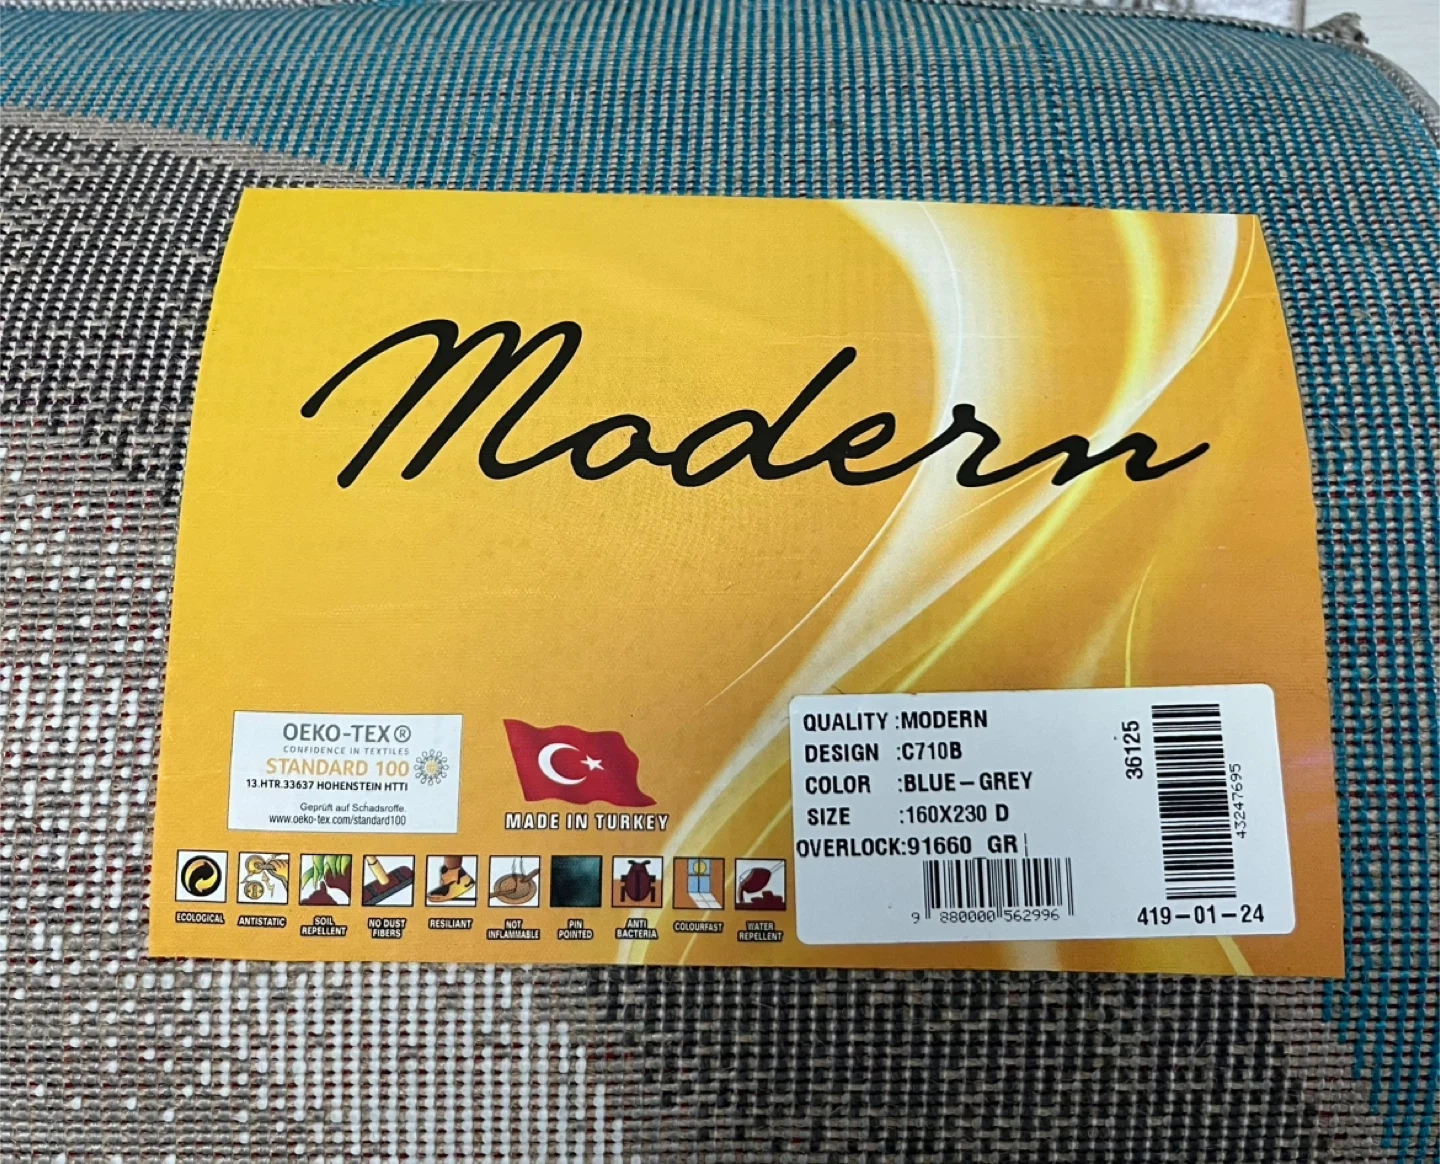 Modern
OEKO-TEX®
CONFIDENCE IN TEXTILES
STANDARD 100
13.HTR.33637 HOHENSTEIN HTTI
Geprüft auf Schadsroffe.
www.oeko-tex.com/standard100
MADE IN TURKEY
ECOLOGICAL
ANTISTATIC
SOIL
REPELLENT
NO DUST
FIBERS
RESILIANT
NOT
INFLAMMABLE
PIN
POINTED
ANTI
BACTERIA
COLOURFAST
WATER
REPELLENT
QUALITY :MODERN
DESIGN :C710B
COLOR :BLUE-GREY
SIZE :160X230 D
OVERLOCK:91660 GR
9 880000 562996
36125
43247695
419-01-24